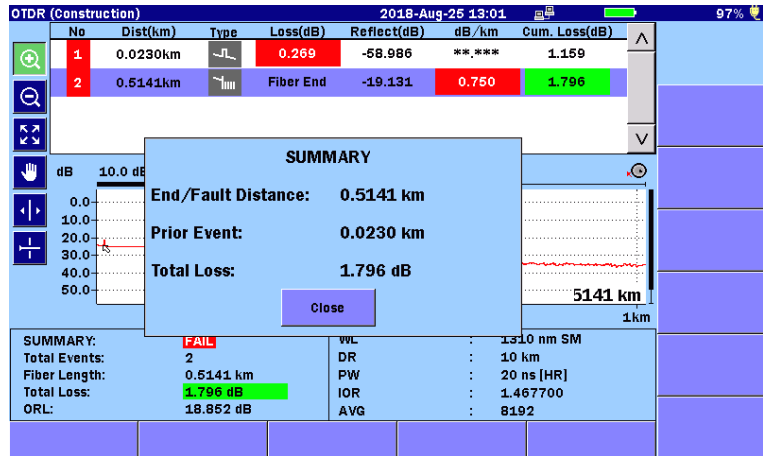 OTDR (Construction) 2018-Aug-25 13:01 97%
No Dist(km) Type Loss(dB) Reflect(dB) dB/km Cum. Loss(dB)
1 0.0230km 0.269 -58.986 **.*** 1.159
2 0.5141km Fiber End -19.131 0.750 1.796
SUMMARY
End/Fault Distance: 0.5141 km
Prior Event: 0.0230 km
Total Loss: 1.796 dB
Close
dB 10.0
0.0
10.0
20.0
30.0
40.0
50.0
5141 km
1km
SUMMARY: FAIL
Total Events: 2
Fiber Length: 0.5141 km
Total Loss: 1.796 dB
ORL: 18.852 dB
WL : 1310 nm SM
DR : 10 km
PW : 20 ns [HR]
IOR : 1.467700
AVG : 8192